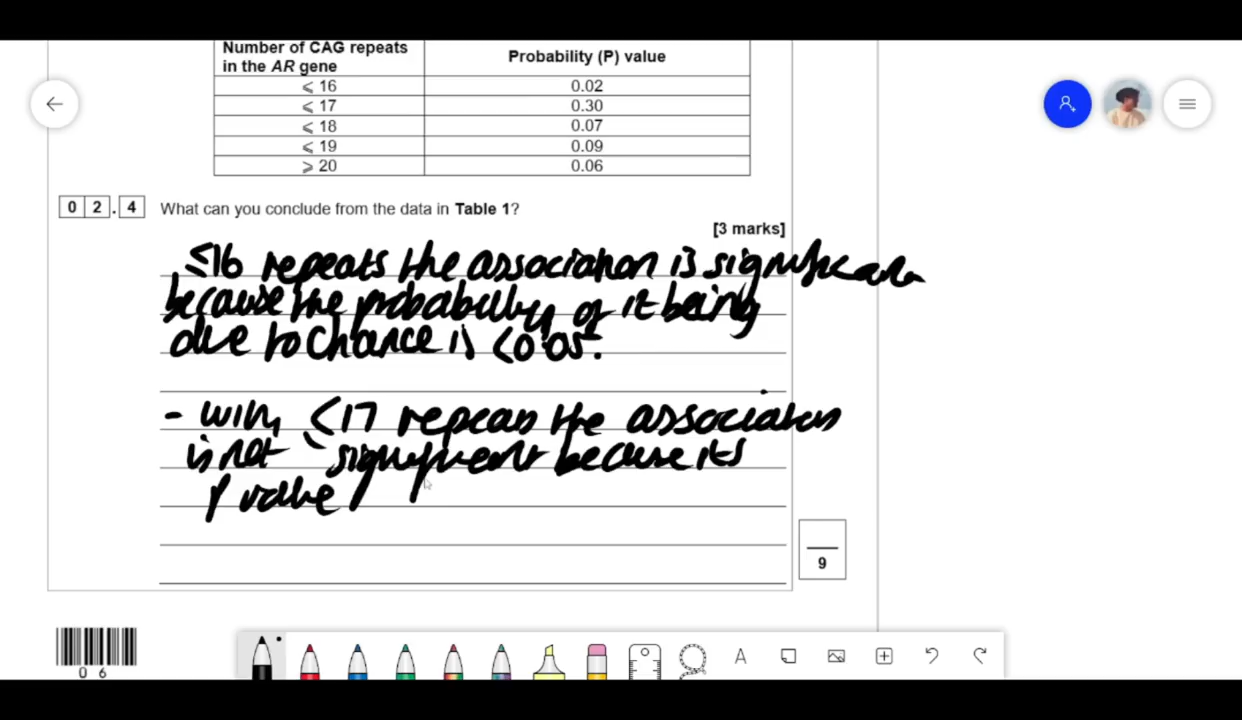 Number of CAG repeats
in the AR gene
Probability (P) value
⩽ 16 0.02
⩽ 17 0.30
⩽ 18 0.07
⩽ 19 0.09
⩾ 20 0.06
0 2 . 4 What can you conclude from the data in Table 1?
[3 marks]
≤16 repeats the association is significant
because the probability of it being
due to chance is <0.05.
- with ≤17 repeats the association
is not significant because its
p value
9
0 6
A